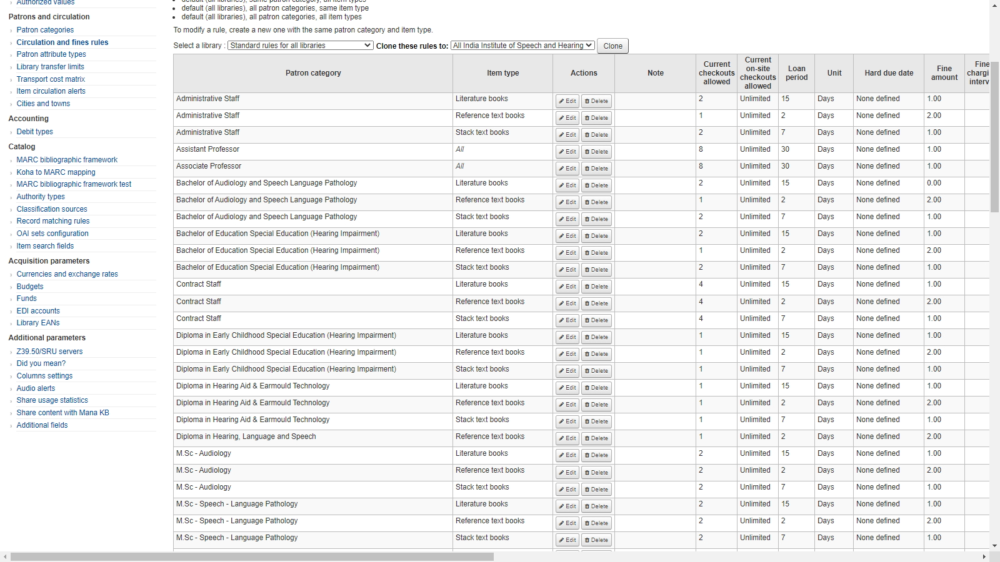 Authorized values
Patrons and circulation
Patron categories
Circulation and fines rules
Patron attribute types
Library transfer limits
Transport cost matrix
Item circulation alerts
Cities and towns
Accounting
Debit types
Catalog
MARC bibliographic framework
Koha to MARC mapping
MARC bibliographic framework test
Authority types
Classification sources
Record matching rules
OAI sets configuration
Item search fields
Acquisition parameters
Currencies and exchange rates
Budgets
Funds
EDI accounts
Library EANs
Additional parameters
Z39.50/SRU servers
Did you mean?
Columns settings
Audio alerts
Share usage statistics
Share content with Mana KB
Additional fields
default (all libraries), same patron category, all item types
default (all libraries), all patron categories, same item type
default (all libraries), all patron categories, all item types
To modify a rule, create a new one with the same patron category and item type.
Select a library : Standard rules for all libraries Clone these rules to: All India Institute of Speech and Hearing Clone
Patron category Item type Actions Note Current checkouts allowed Current on-site checkouts allowed Loan period Unit Hard due date Fine amount Fine chargi interv
Administrative Staff Literature books Edit Delete 2 Unlimited 15 Days None defined 1.00
Administrative Staff Reference text books Edit Delete 1 Unlimited 2 Days None defined 2.00
Administrative Staff Stack text books Edit Delete 2 Unlimited 7 Days None defined 1.00
Assistant Professor All Edit Delete 8 Unlimited 30 Days None defined 1.00
Associate Professor All Edit Delete 8 Unlimited 30 Days None defined 1.00
Bachelor of Audiology and Speech Language Pathology Literature books Edit Delete 2 Unlimited 15 Days None defined 0.00
Bachelor of Audiology and Speech Language Pathology Reference text books Edit Delete 1 Unlimited 2 Days None defined 2.00
Bachelor of Audiology and Speech Language Pathology Stack text books Edit Delete 2 Unlimited 7 Days None defined 1.00
Bachelor of Education Special Education (Hearing Impairment) Literature books Edit Delete 2 Unlimited 15 Days None defined 1.00
Bachelor of Education Special Education (Hearing Impairment) Reference text books Edit Delete 1 Unlimited 2 Days None defined 2.00
Bachelor of Education Special Education (Hearing Impairment) Stack text books Edit Delete 2 Unlimited 7 Days None defined 1.00
Contract Staff Literature books Edit Delete 4 Unlimited 15 Days None defined 1.00
Contract Staff Reference text books Edit Delete 4 Unlimited 2 Days None defined 2.00
Contract Staff Stack text books Edit Delete 4 Unlimited 7 Days None defined 1.00
Diploma in Early Childhood Special Education (Hearing Impairment) Literature books Edit Delete 1 Unlimited 15 Days None defined 1.00
Diploma in Early Childhood Special Education (Hearing Impairment) Reference text books Edit Delete 1 Unlimited 2 Days None defined 2.00
Diploma in Early Childhood Special Education (Hearing Impairment) Stack text books Edit Delete 1 Unlimited 7 Days None defined 1.00
Diploma in Hearing Aid & Earmould Technology Literature books Edit Delete 1 Unlimited 15 Days None defined 1.00
Diploma in Hearing Aid & Earmould Technology Reference text books Edit Delete 1 Unlimited 2 Days None defined 2.00
Diploma in Hearing Aid & Earmould Technology Stack text books Edit Delete 1 Unlimited 7 Days None defined 1.00
Diploma in Hearing, Language and Speech Reference text books Edit Delete 1 Unlimited 2 Days None defined 2.00
M.Sc - Audiology Literature books Edit Delete 2 Unlimited 15 Days None defined 1.00
M.Sc - Audiology Reference text books Edit Delete 2 Unlimited 2 Days None defined 2.00
M.Sc - Audiology Stack text books Edit Delete 2 Unlimited 7 Days None defined 1.00
M.Sc - Speech - Language Pathology Literature books Edit Delete 2 Unlimited 15 Days None defined 1.00
M.Sc - Speech - Language Pathology Reference text books Edit Delete 2 Unlimited 2 Days None defined 2.00
M.Sc - Speech - Language Pathology Stack text books Edit Delete 2 Unlimited 7 Days None defined 1.00